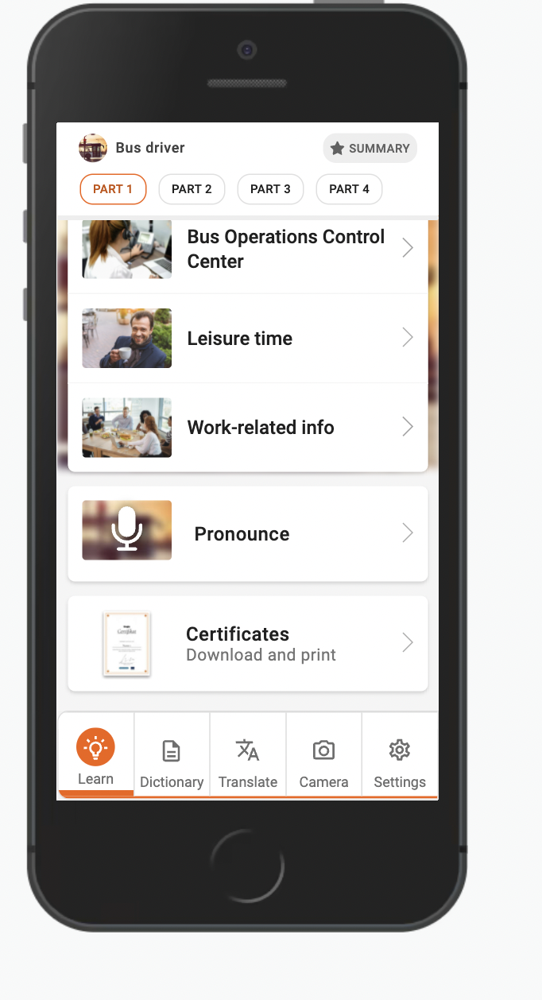 Bus driver
SUMMARY
PART 1
PART 2
PART 3
PART 4
Bus Operations Control
Center
Leisure time
Work-related info
Pronounce
Certificates
Download and print
Learn
Dictionary
Translate
Camera
Settings